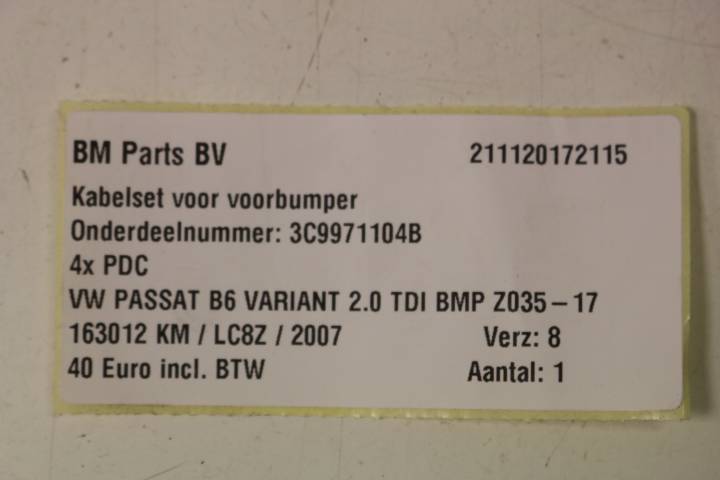 BM Parts BV 211120172115
Kabelset voor voorbumper
Onderdeelnummer: 3C9971104B
4x PDC
VW PASSAT B6 VARIANT 2.0 TDI BMP Z035-17
163012 KM / LC8Z / 2007 Verz: 8
40 Euro incl. BTW Aantal: 1